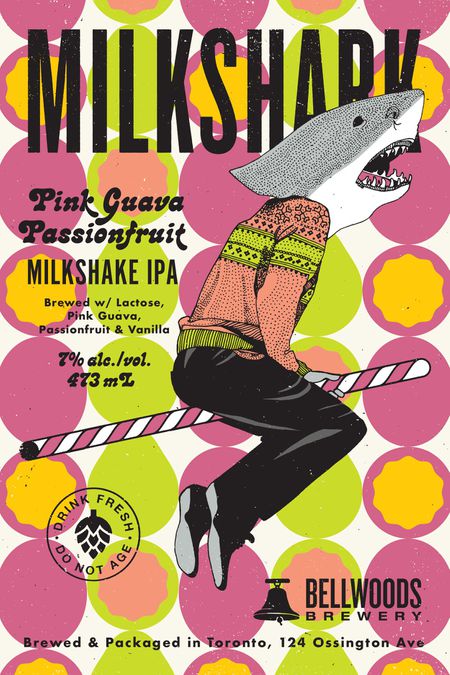 MILKSHARK
Pink Guava
Passionfruit
MILKSHAKE IPA
Brewed w/ Lactose,
Pink Guava,
Passionfruit & Vanilla
7% alc./vol.
473 mL
DRINK FRESH
DO NOT AGE
BELLWOODS
BREWERY
Brewed & Packaged in Toronto, 124 Ossington Ave